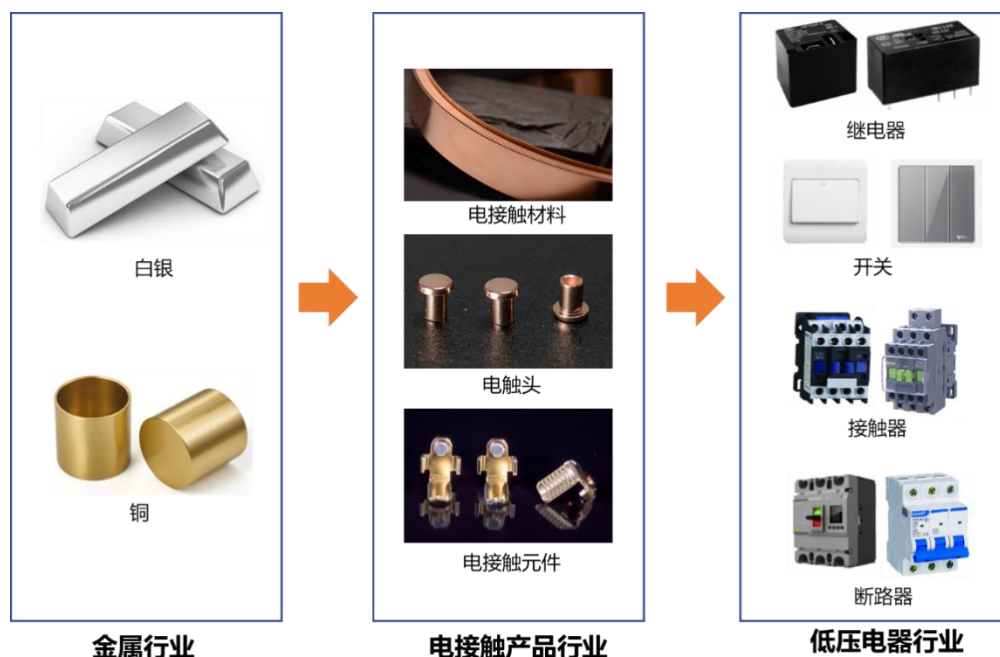 白银
铜
金属行业
电接触材料
电触头
电接触元件
电接触产品行业
继电器
开关
接触器
断路器
低压电器行业